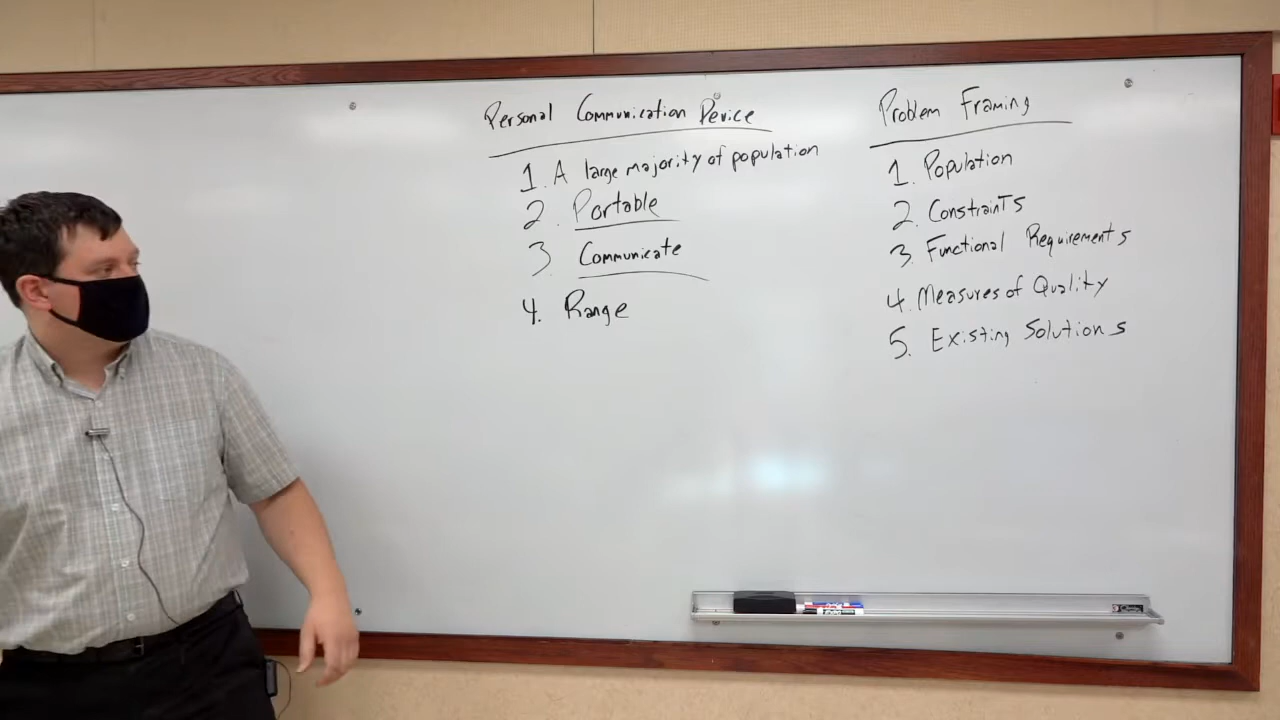 Personal Communication Device
1. A large majority of population
2. Portable
3 Communicate
4. Range
Problem Framing
1. Population
2. Constraints
3. Functional Requirements
4. Measures of Quality
5. Existing Solutions